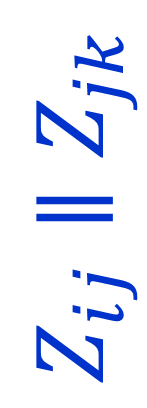 Z_{ij} = Z_{jk}